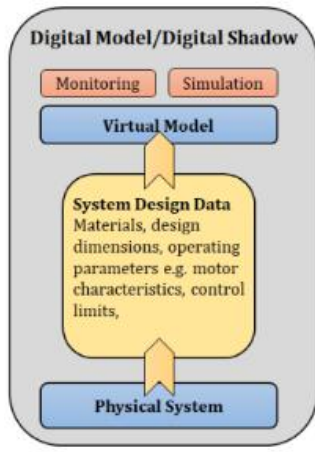 Digital Model/Digital Shadow
Monitoring
Simulation
Virtual Model
System Design Data
Materials, design
dimensions, operating
parameters e.g. motor
characteristics, control
limits,
Physical System